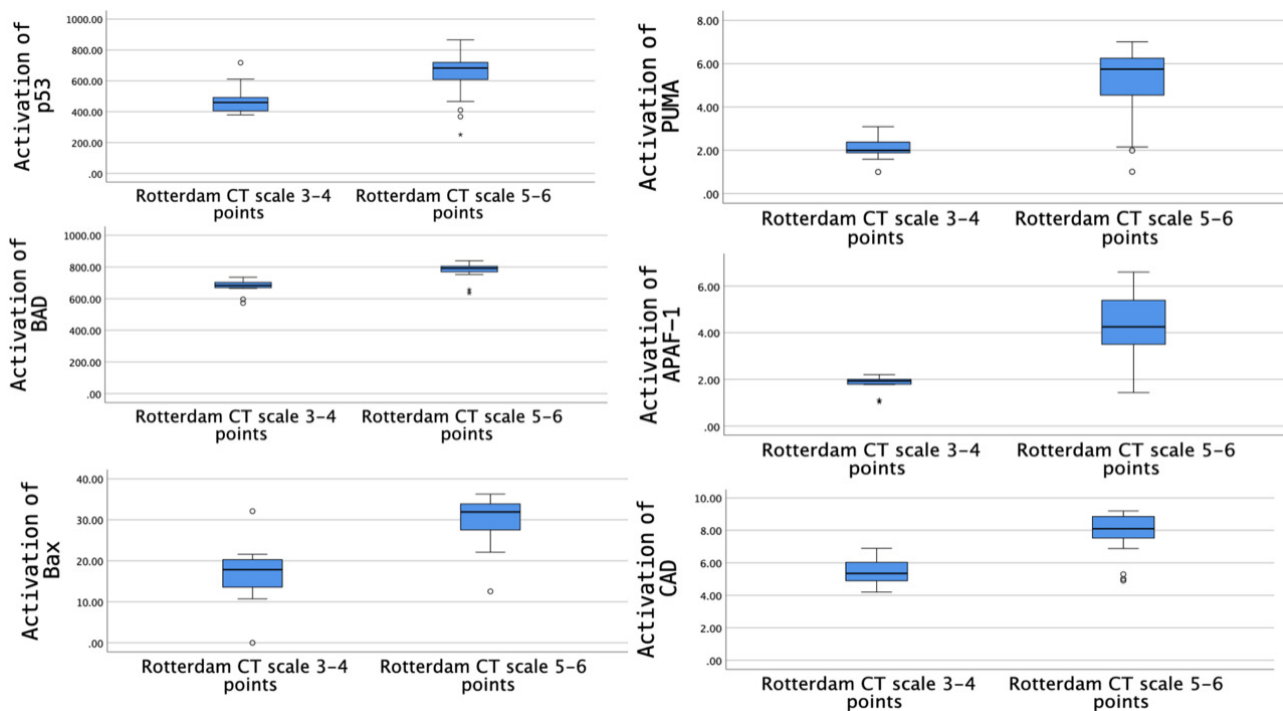 Activation of
p53
1000.00
800.00
600.00
400.00
200.00
.00
Rotterdam CT scale 3-4
points
Rotterdam CT scale 5-6
points
Activation of
PUMA
8.00
6.00
4.00
2.00
.00
Rotterdam CT scale 3-4
points
Rotterdam CT scale 5-6
points
Activation of
BAD
1000.00
800.00
600.00
400.00
200.00
.00
Rotterdam CT scale 3-4
points
Rotterdam CT scale 5-6
points
Activation of
APAF-1
6.00
4.00
2.00
.00
Rotterdam CT scale 3-4
points
Rotterdam CT scale 5-6
points
Activation of
Bax
40.00
30.00
20.00
10.00
.00
Rotterdam CT scale 3-4
points
Rotterdam CT scale 5-6
points
Activation of
CAD
10.00
8.00
6.00
4.00
2.00
.00
Rotterdam CT scale 3-4
points
Rotterdam CT scale 5-6
points